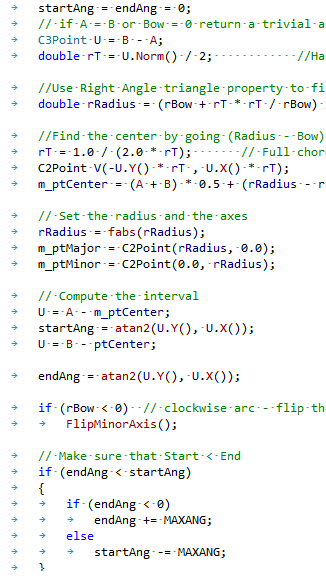 startAng = endAng = 0;
// if A = B or Bow = 0 return a trivial a
C3Point U = B - A;
double rT = U.Norm() / 2; //Ha
//Use Right Angle triangle property to fi
double rRadius = (rBow + rT * rT / rBow)
//Find the center by going (Radius - Bow)
rT = 1.0 / (2.0 * rT); // Full chor
C2Point V(-U.Y() * rT , U.X() * rT);
m_ptCenter = (A + B) * 0.5 + (rRadius - r
// Set the radius and the axes
rRadius = fabs(rRadius);
m_ptMajor = C2Point(rRadius, 0.0);
m_ptMinor = C2Point(0.0, rRadius);
// Compute the interval
U = A - m_ptCenter;
startAng = atan2(U.Y(), U.X());
U = B - ptCenter;
endAng = atan2(U.Y(), U.X());
if (rBow < 0) // clockwise arc - flip th
FlipMinorAxis();
// Make sure that Start < End
if (endAng < startAng)
{
if (endAng < 0)
endAng += MAXANG;
else
startAng -= MAXANG;
}